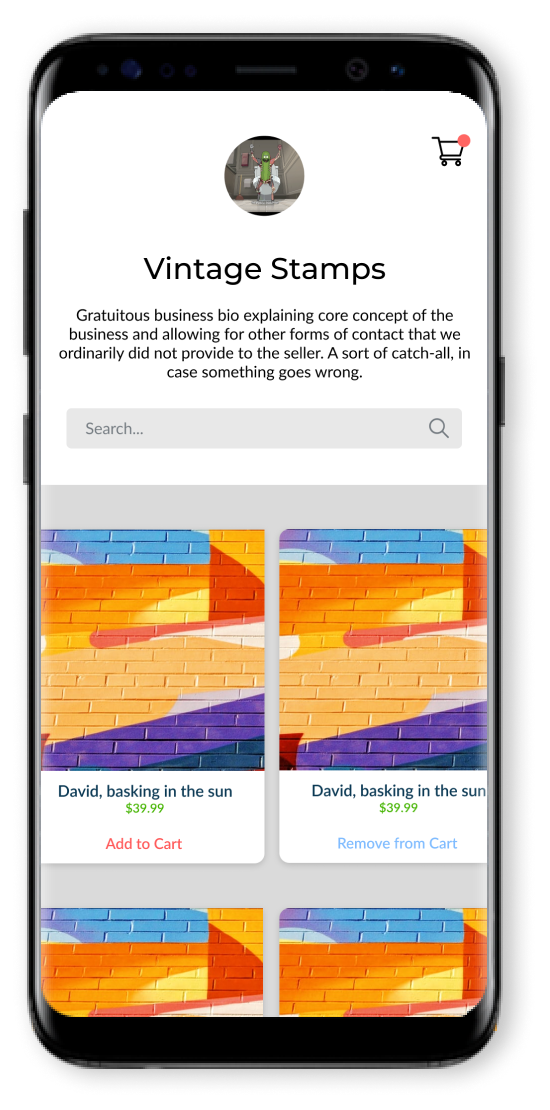 Vintage Stamps
Gratuitous business bio explaining core concept of the
business and allowing for other forms of contact that we
ordinarily did not provide to the seller. A sort of catch-all, in
case something goes wrong.
Search...
David, basking in the sun
$39.99
Add to Cart
David, basking in the sun
$39.99
Remove from Cart